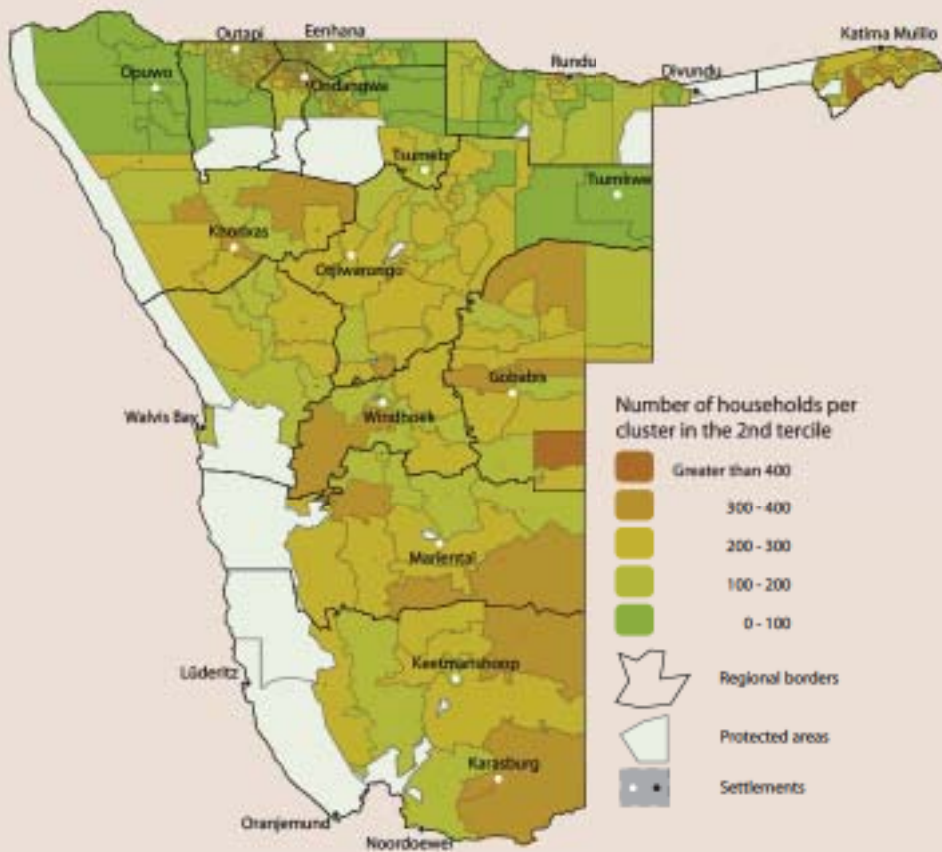 Outapi
Eenhana
Katima Mulilo
Opuwo
Ondangwa
Rundu
Divundu
Tsumeb
Tsumkwe
Khorixas
Otjiwarongo
Gobabis
Walvis Bay
Windhoek
Mariental
Lüderitz
Keetmanshoop
Karasburg
Oranjemund
Noordoewer
Number of households per
cluster in the 2nd tercile
Greater than 400
300 - 400
200 - 300
100 - 200
0 - 100
Regional borders
Protected areas
Settlements